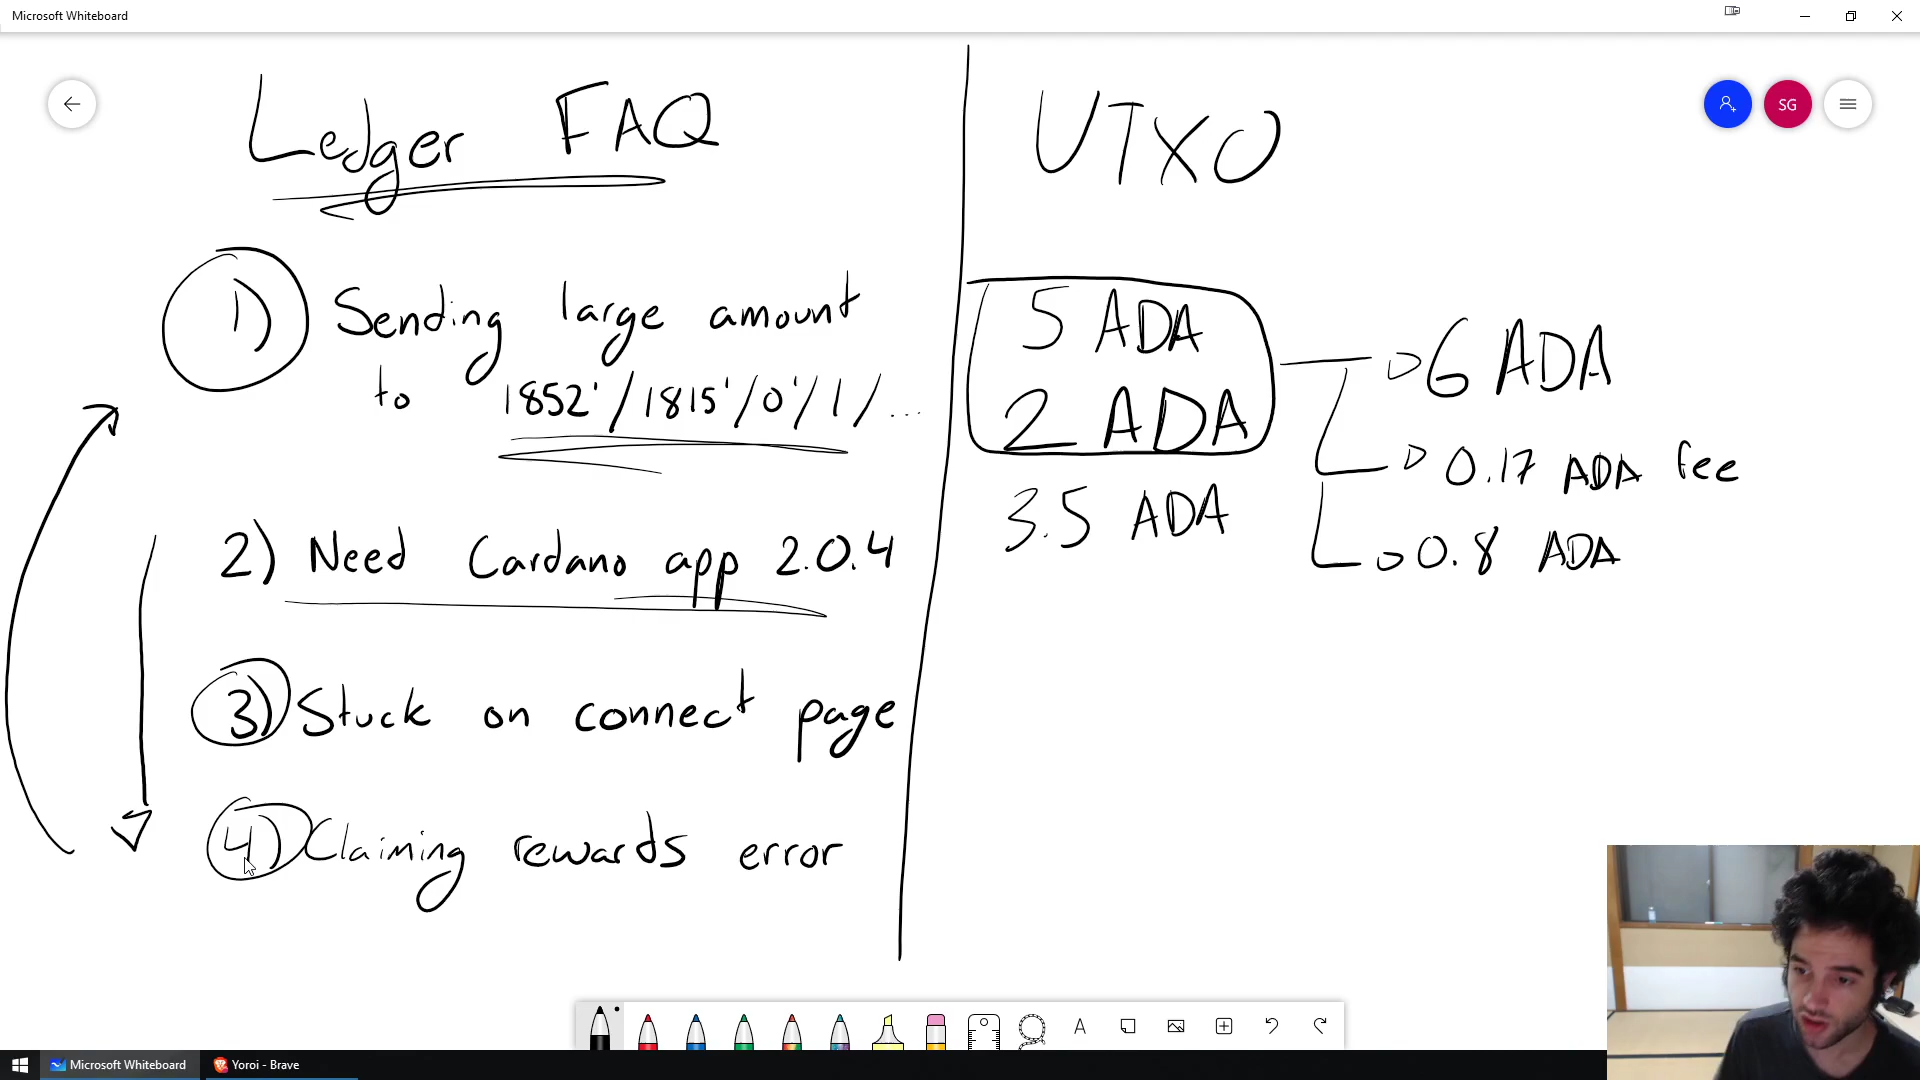 Microsoft Whiteboard
SG
Ledger FAQ
1) Sending large amount
to 1852'/1815'/0'/1/...
2) Need Cardano app 2.0.4
3) Stuck on connect page
4) Claiming rewards error
UTXO
5 ADA
2 ADA
3.5 ADA
6 ADA
0.17 ADA fee
0.8 ADA
A
Microsoft Whiteboard
Yoroi - Brave